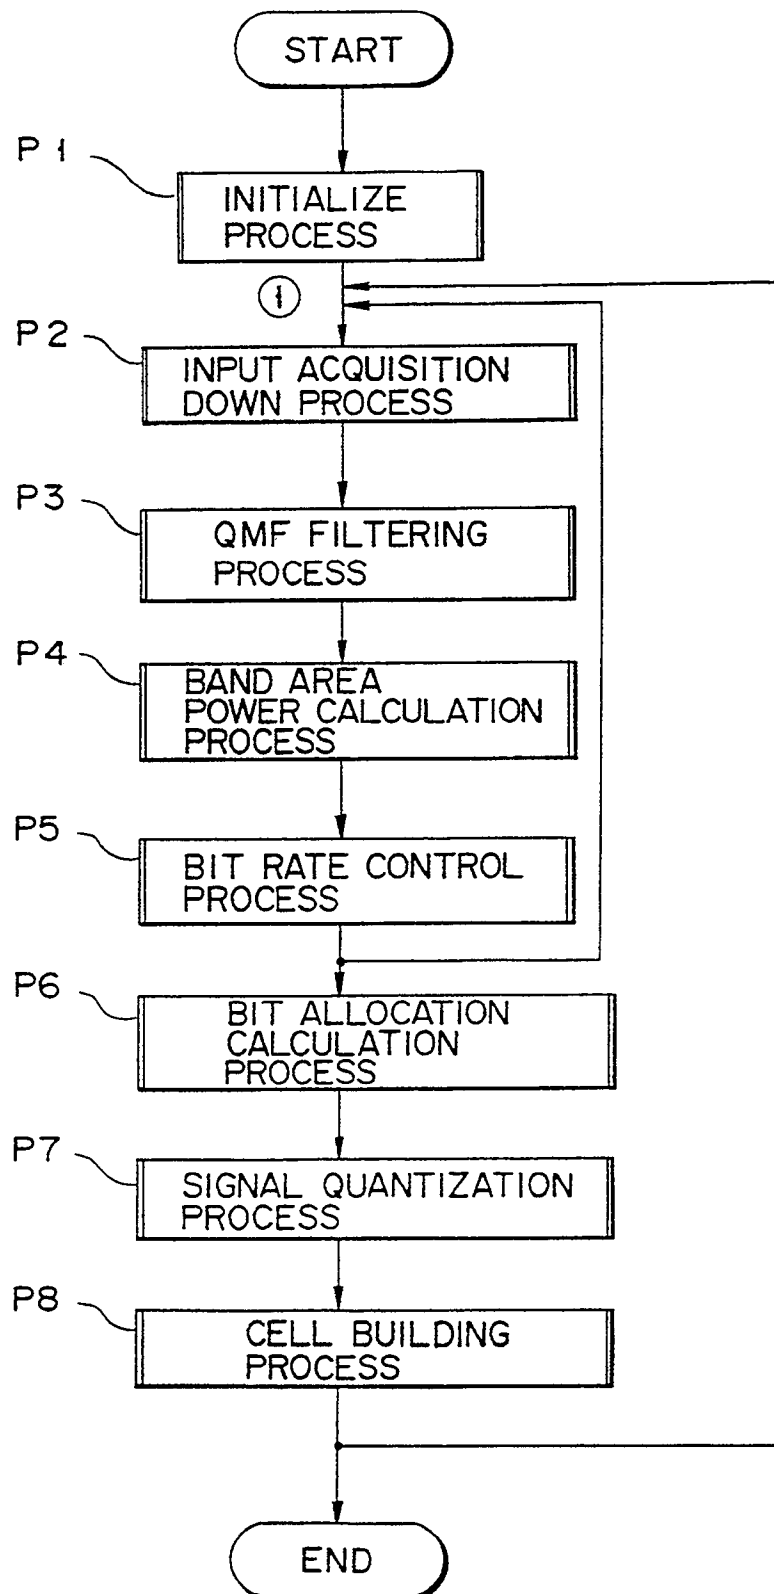 START
P1
INITIALIZE
PROCESS
1
P2
INPUT ACQUISITION
DOWN PROCESS
P3
QMF FILTERING
PROCESS
P4
BAND AREA
POWER CALCULATION
PROCESS
P5
BIT RATE CONTROL
PROCESS
P6
BIT ALLOCATION
CALCULATION
PROCESS
P7
SIGNAL QUANTIZATION
PROCESS
P8
CELL BUILDING
PROCESS
END